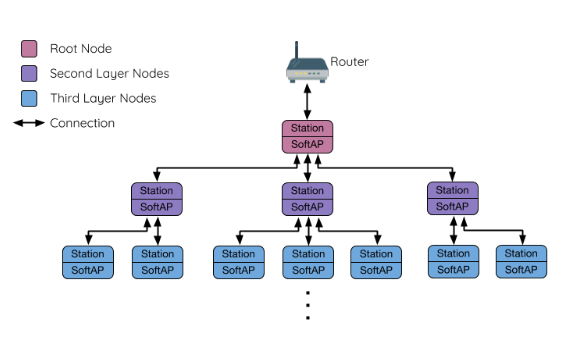 Root Node
Second Layer Nodes
Third Layer Nodes
Connection
Router
Station
SoftAP
Station
SoftAP
Station
SoftAP
Station
SoftAP
Station
SoftAP
Station
SoftAP
Station
SoftAP
Station
SoftAP
Station
SoftAP
Station
SoftAP
Station
SoftAP